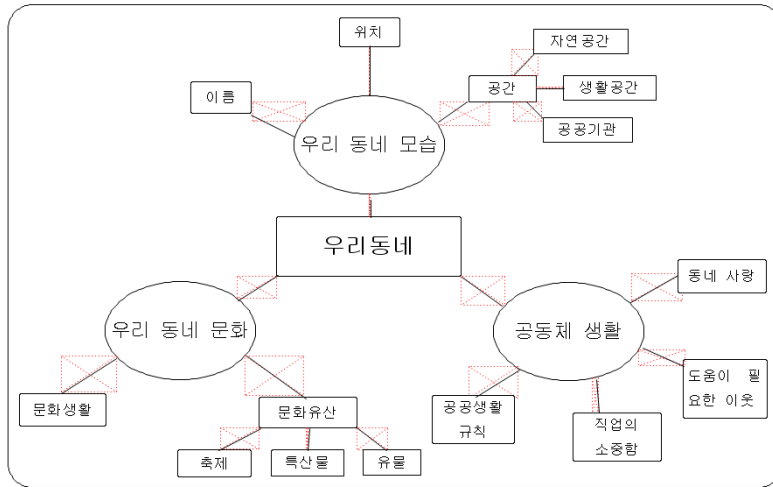 위치
자연공간
이름
공간
생활공간
공공기관
우리 동네 모습
우리동네
동네 사랑
우리 동네 문화
공동체 생활
문화생활
문화유산
축제
특산물
유물
공공생활
규칙
직업의
소중함
도움이 필
요한 이웃